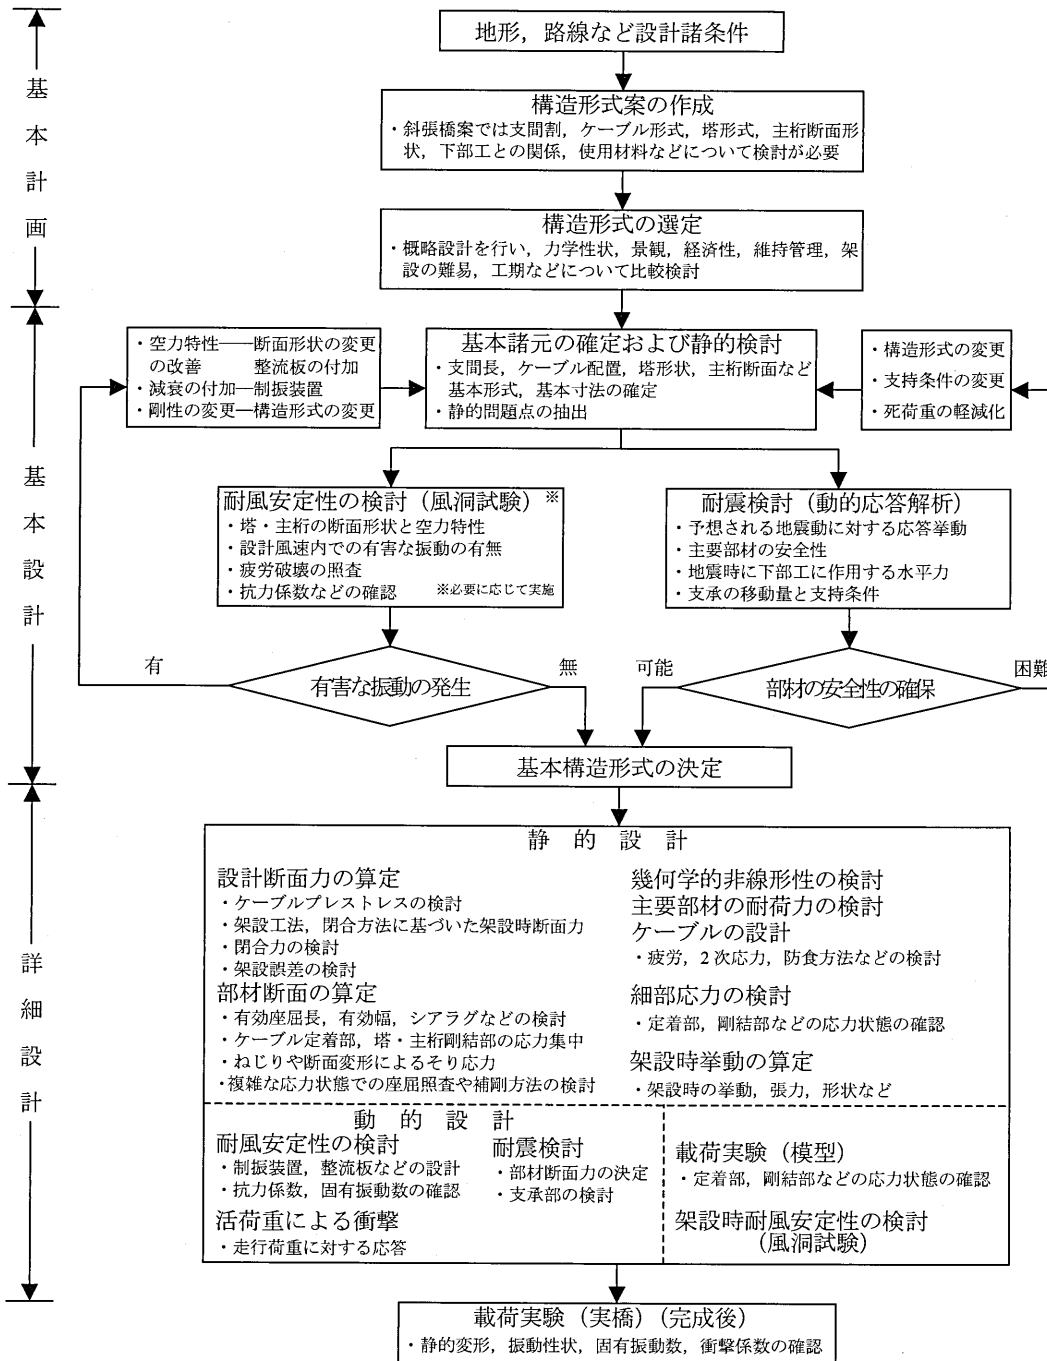 地形，路線など設計諸条件
基本計画
構造形式案の作成
・斜張橋案では支間割，ケーブル形式，塔形式，主桁断面形
状，下部工との関係，使用材料などについて検討が必要
構造形式の選定
・概略設計を行い，力学性状，景観，経済性，維持管理，架
設の難易，工期などについて比較検討
基本設計
・空力特性──断面形状の変更
の改善　　整流板の付加
・減衰の付加─制振装置
・剛性の変更─構造形式の変更
基本諸元の確定および静的検討
・支間長，ケーブル配置，塔形状，主桁断面など
基本形式，基本寸法の確定
・静的問題点の抽出
・構造形式の変更
・支持条件の変更
・死荷重の軽減化
耐風安定性の検討（風洞試験）※
・塔・主桁の断面形状と空力特性
・設計風速内での有害な振動の有無
・疲労破壊の照査
・抗力係数などの確認　※必要に応じて実施
耐震検討（動的応答解析）
・予想される地震動に対する応答挙動
・主要部材の安全性
・地震時に下部工に作用する水平力
・支承の移動量と支持条件
有
有害な振動の発生
無
可能
部材の安全性の確保
困難
基本構造形式の決定
詳細設計
静的設計
設計断面力の算定
・ケーブルプレストレスの検討
・架設工法，閉合方法に基づいた架設時断面力
・閉合力の検討
・架設誤差の検討
部材断面の算定
・有効座屈長，有効幅，シアラグなどの検討
・ケーブル定着部，塔・主桁剛結部の応力集中
・ねじりや断面変形によるそり応力
・複雑な応力状態での座屈照査や補剛方法の検討
幾何学的非線形性の検討
主要部材の耐荷力の検討
ケーブルの設計
・疲労，2次応力，防食方法などの検討
細部応力の検討
・定着部，剛結部などの応力状態の確認
架設時挙動の算定
・架設時の挙動，張力，形状など
動的設計
耐風安定性の検討
・制振装置，整流板などの設計
・抗力係数，固有振動数の確認
活荷重による衝撃
・走行荷重に対する応答
耐震検討
・部材断面力の決定
・支承部の検討
載荷実験（模型）
・定着部，剛結部などの応力状態の確認
架設時耐風安定性の検討
（風洞試験）
載荷実験（実橋）（完成後）
・静的変形，振動性状，固有振動数，衝撃係数の確認